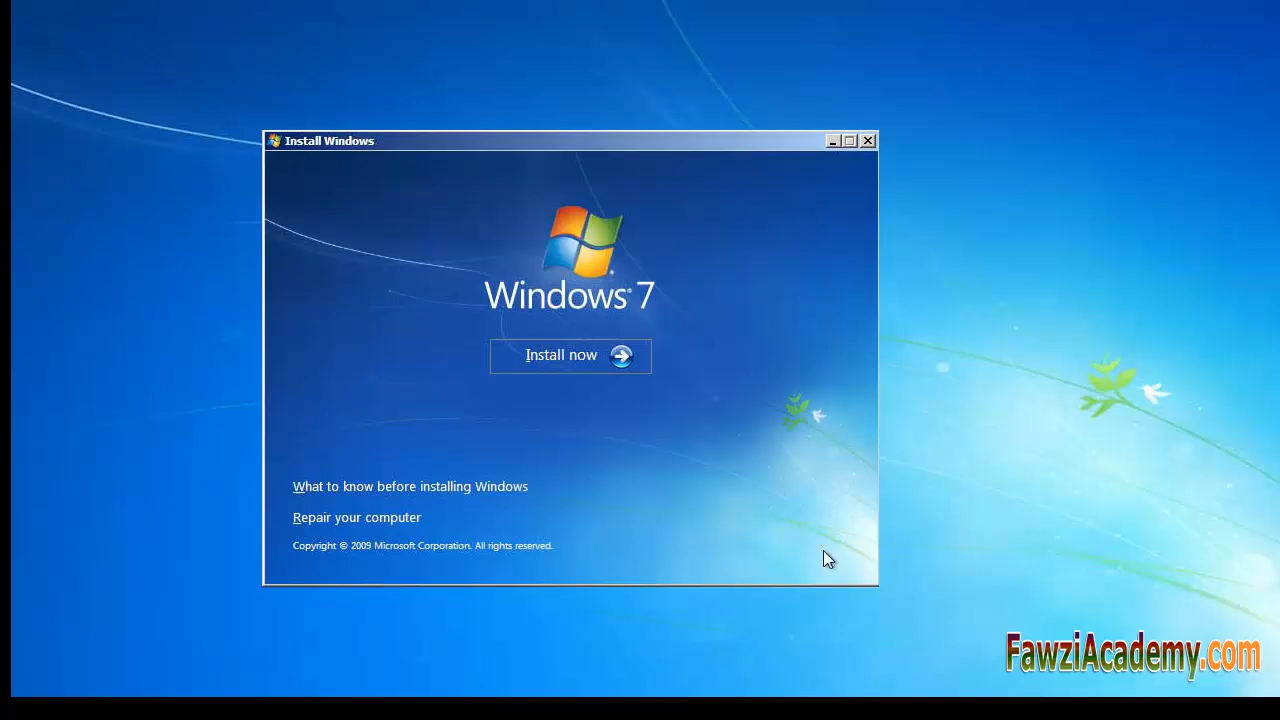 Install Windows
Windows® 7
Install now
What to know before installing Windows
Repair your computer
Copyright © 2009 Microsoft Corporation. All rights reserved.
FawziAcademy.com